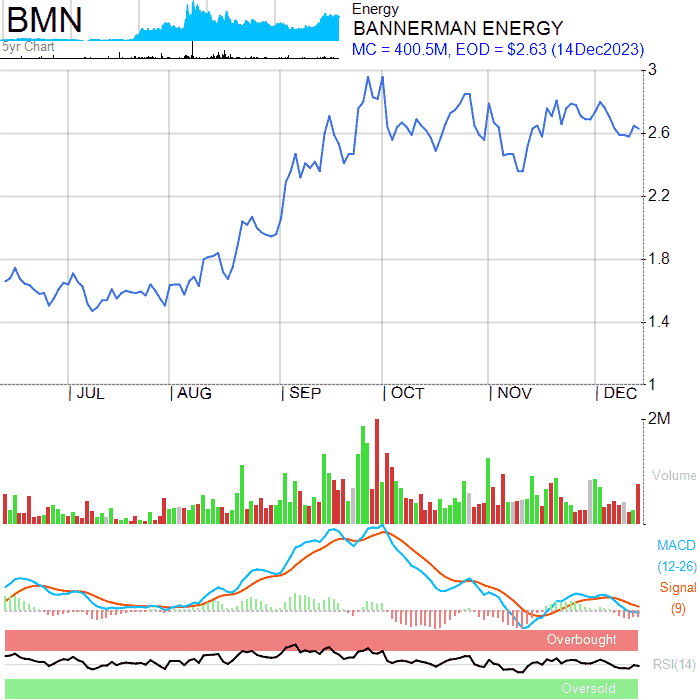 BMN
5yr Chart
Energy
BANNERMAN ENERGY
MC = 400.5M, EOD = $2.63 (14Dec2023)
3
2.6
2.2
1.8
1.4
1
JUL AUG SEP OCT NOV DEC
2M
Volume
MACD
(12-26)
Signal
(9)
Overbought
RSI(14)
Oversold